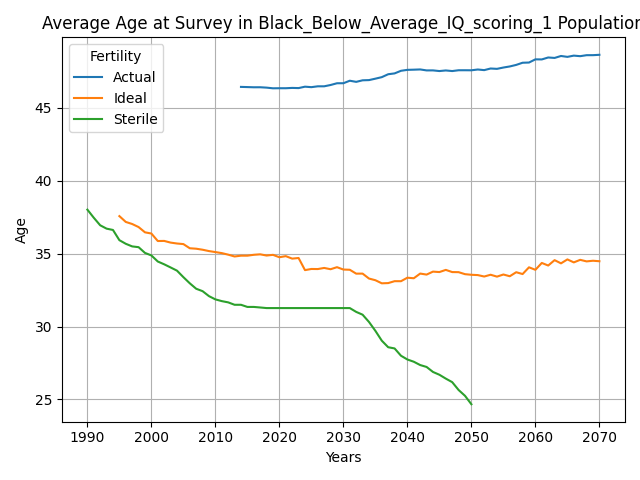 Average Age at Survey in Black_Below_Average_IQ_scoring_1 Population
Fertility
Actual
Ideal
Sterile
Age
45
40
35
30
25
1990 2000 2010 2020 2030 2040 2050 2060 2070
Years